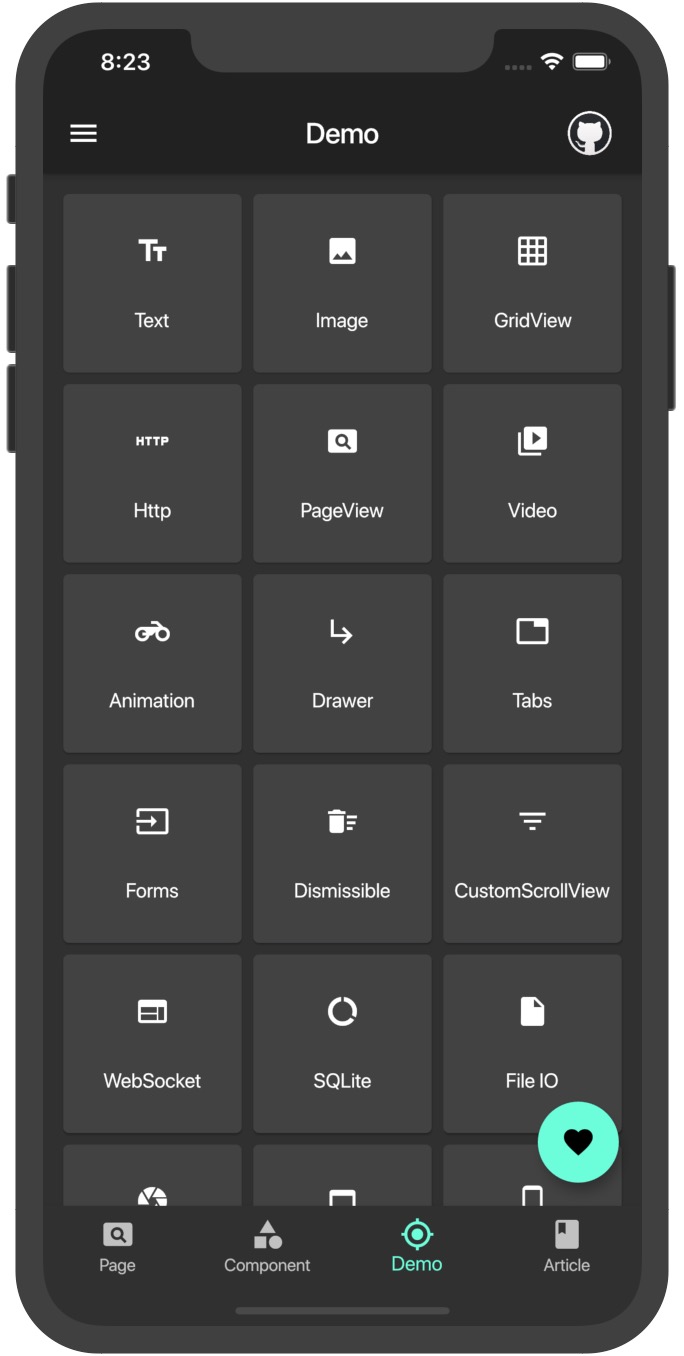 8:23
Demo
Text
Image
GridView
HTTP
Http
PageView
Video
Animation
Drawer
Tabs
Forms
Dismissible
CustomScrollView
WebSocket
SQLite
File IO
Page
Component
Demo
Article